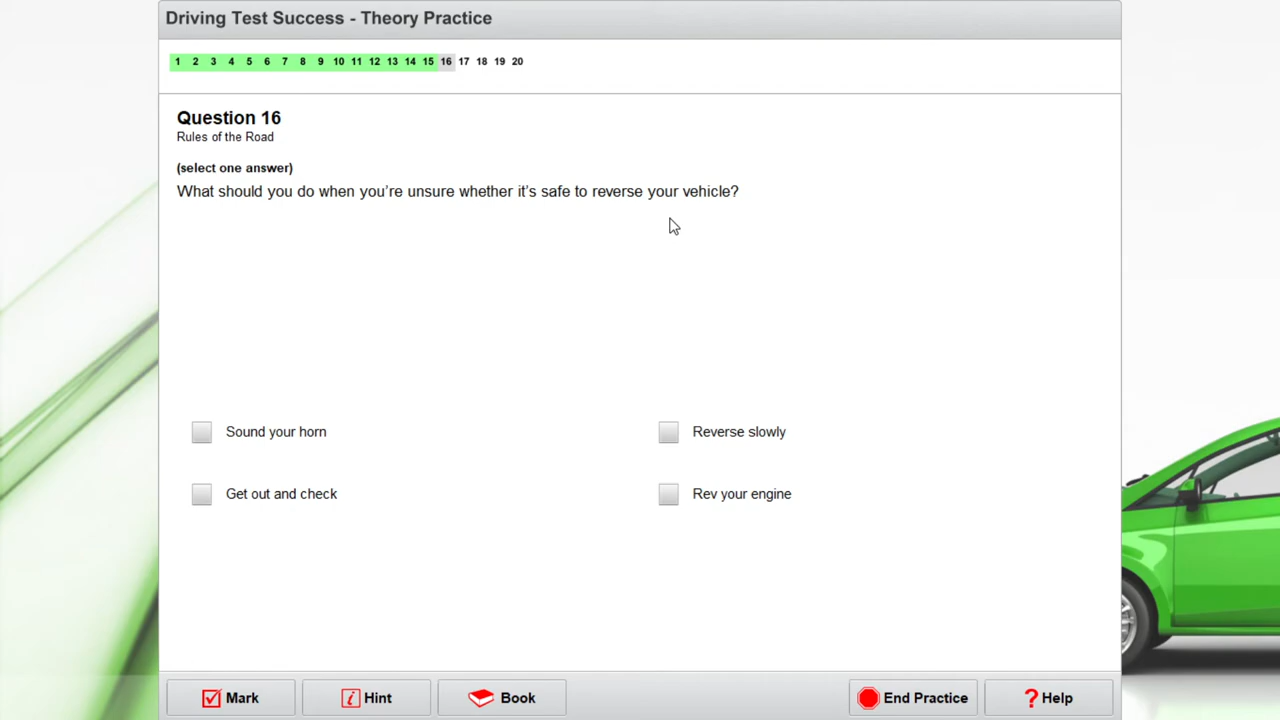 Driving Test Success - Theory Practice
1 2 3 4 5 6 7 8 9 10 11 12 13 14 15 16 17 18 19 20
Question 16
Rules of the Road
(select one answer)
What should you do when you're unsure whether it's safe to reverse your vehicle?
Sound your horn
Reverse slowly
Get out and check
Rev your engine
Mark
i Hint
Book
End Practice
? Help